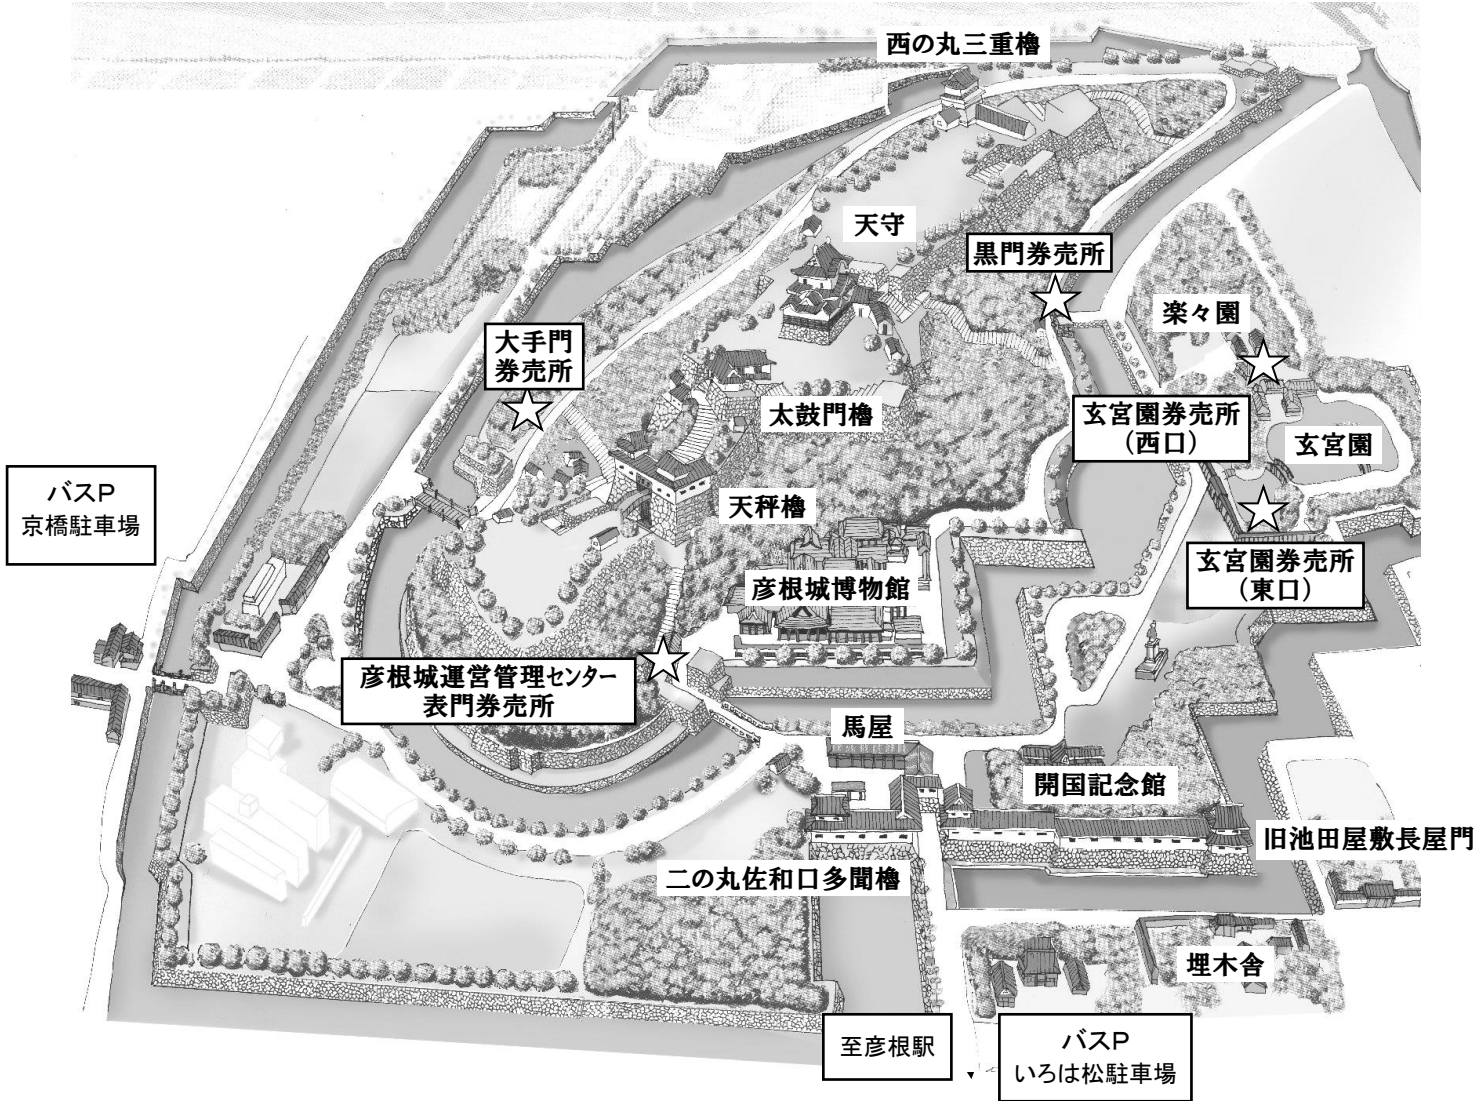 西の丸三重櫓
天守
黒門券売所
楽々園
大手門
券売所
太鼓門櫓
玄宮園券売所
(西口)
玄宮園
バスP
京橋駐車場
天秤櫓
彦根城博物館
玄宮園券売所
(東口)
彦根城運営管理センター
表門券売所
馬屋
開国記念館
旧池田屋敷長屋門
二の丸佐和口多聞櫓
埋木舎
至彦根駅
バスP
いろは松駐車場